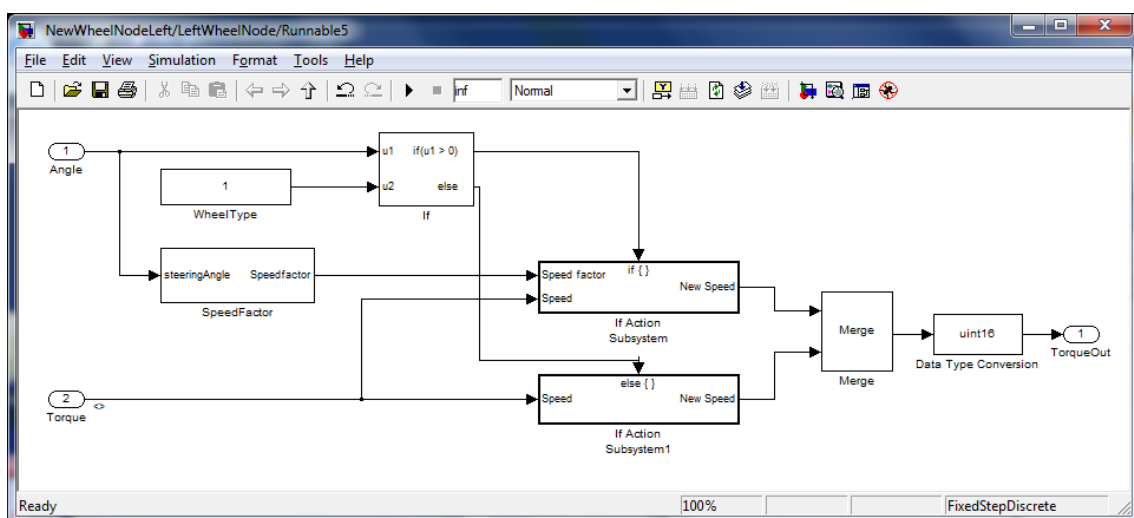 NewWheelNodeLeft/LeftWheelNode/Runnable5
File Edit View Simulation Format Tools Help
inf Normal
1
Angle
u1 if(u1 > 0)
u2 else
If
1
WheelType
steeringAngle Speedfactor
SpeedFactor
Speed factor if { } New Speed
Speed
If Action
Subsystem
Merge
Merge
uint16
Data Type Conversion
1
TorqueOut
2 <>
Torque
else { }
Speed New Speed
If Action
Subsystem1
Ready 100% FixedStepDiscrete